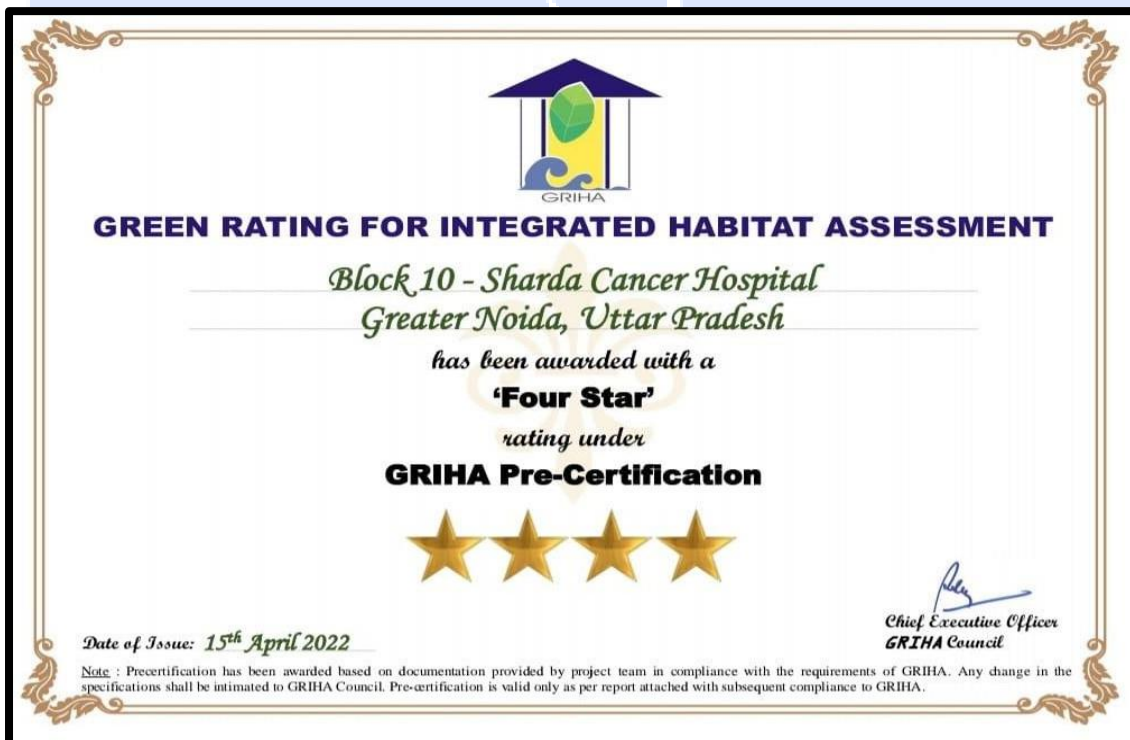 GRIHA
GREEN RATING FOR INTEGRATED HABITAT ASSESSMENT
Block 10 - Sharda Cancer Hospital
Greater Noida, Uttar Pradesh
has been awarded with a
‘Four Star’
rating under
GRIHA Pre-Certification
Chief Executive Officer
GRIHA Council
Date of Issue: 15th April 2022
Note : Precertification has been awarded based on documentation provided by project team in compliance with the requirements of GRIHA. Any change in the
specifications shall be intimated to GRIHA Council. Pre-certification is valid only as per report attached with subsequent compliance to GRIHA.